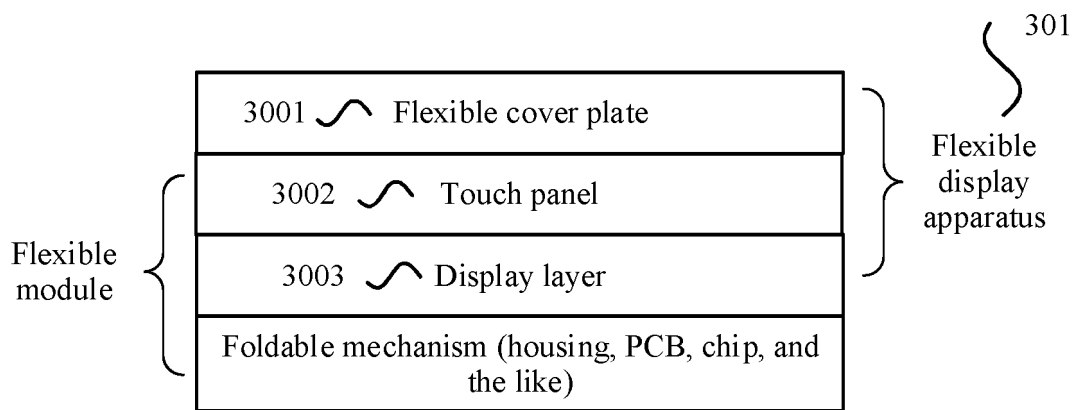 301
3001 Flexible cover plate
Flexible
display
apparatus
3002 Touch panel
Flexible
module
3003 Display layer
Foldable mechanism (housing, PCB, chip, and
the like)